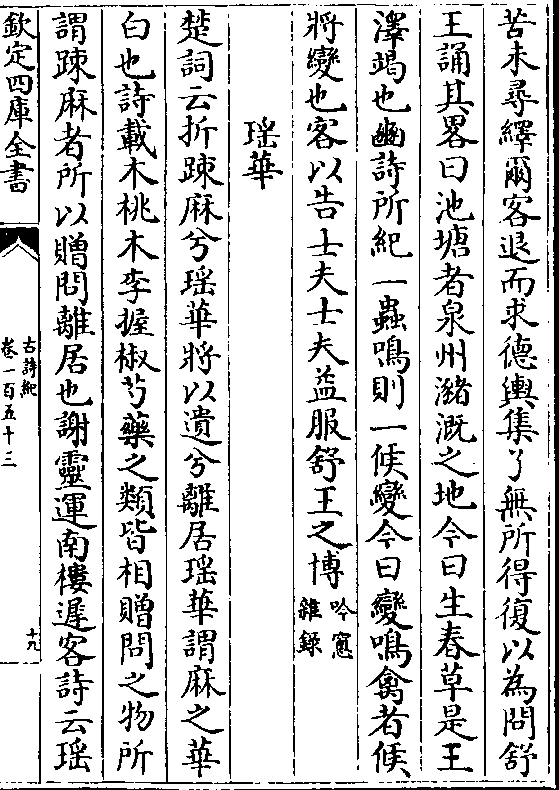 苦未尋繹爾客退而求德輿集了無所得復以為問舒
王誦其畧曰池塘者泉州瀦溉之地今曰生春草是王
澤竭也豳詩所紀一蟲鳴則一候變今曰變鳴禽者候
將變也客以告士夫士夫益服舒王之博吟窻雜錄
瑶華
楚詞云折踈麻兮瑶華將以遺兮離居瑶華謂麻之華
白也詩載木桃木李握椒芍藥之類皆相贈問之物所
謂踈麻者所以贈問離居也謝靈運南樓遲客詩云瑶
欽定四庫全書
古詩紀
卷一百五十三
十九